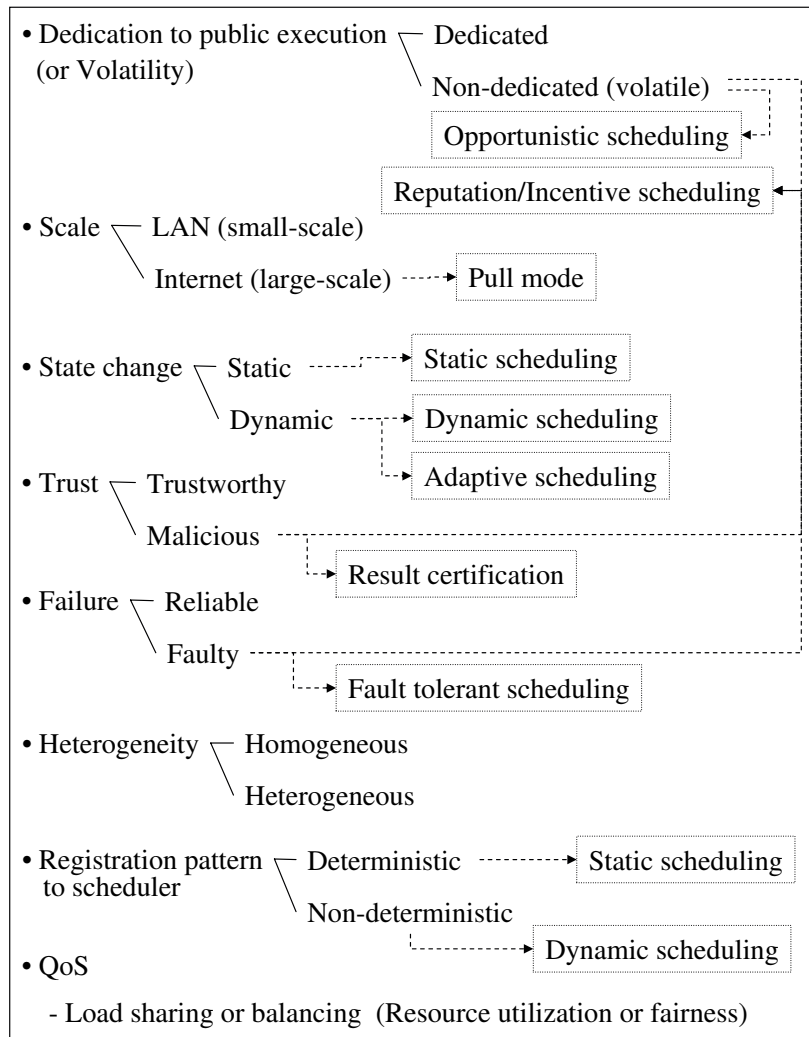 • Dedication to public execution
(or Volatility)
Dedicated
Non-dedicated (volatile)
Opportunistic scheduling
Reputation/Incentive scheduling
• Scale
LAN (small-scale)
Internet (large-scale)
Pull mode
• State change
Static
Static scheduling
Dynamic
Dynamic scheduling
Adaptive scheduling
• Trust
Trustworthy
Malicious
Result certification
• Failure
Reliable
Faulty
Fault tolerant scheduling
• Heterogeneity
Homogeneous
Heterogeneous
• Registration pattern
to scheduler
Deterministic
Static scheduling
Non-deterministic
Dynamic scheduling
• QoS
- Load sharing or balancing (Resource utilization or fairness)